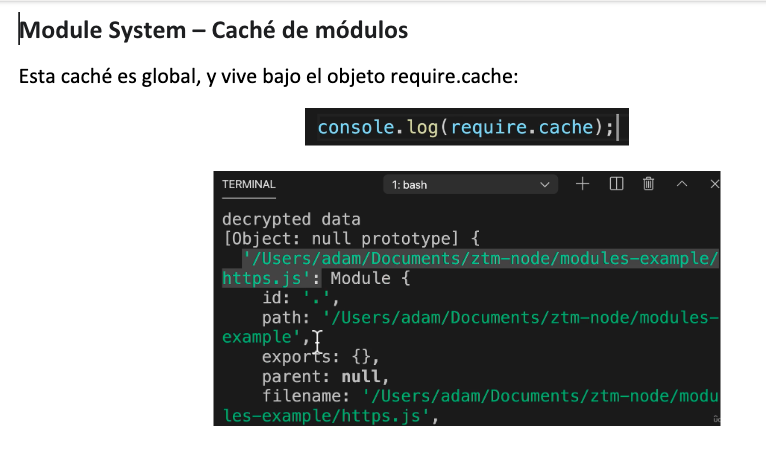 Module System – Caché de módulos
Esta caché es global, y vive bajo el objeto require.cache:
console.log(require.cache);
TERMINAL
1: bash
decrypted data
[Object: null prototype] {
'/Users/adam/Documents/ztm-node/modules-example/
https.js': Module {
id: '.',
path: '/Users/adam/Documents/ztm-node/modules-
example',
exports: {},
parent: null,
filename: '/Users/adam/Documents/ztm-node/modu
les-example/https.js',